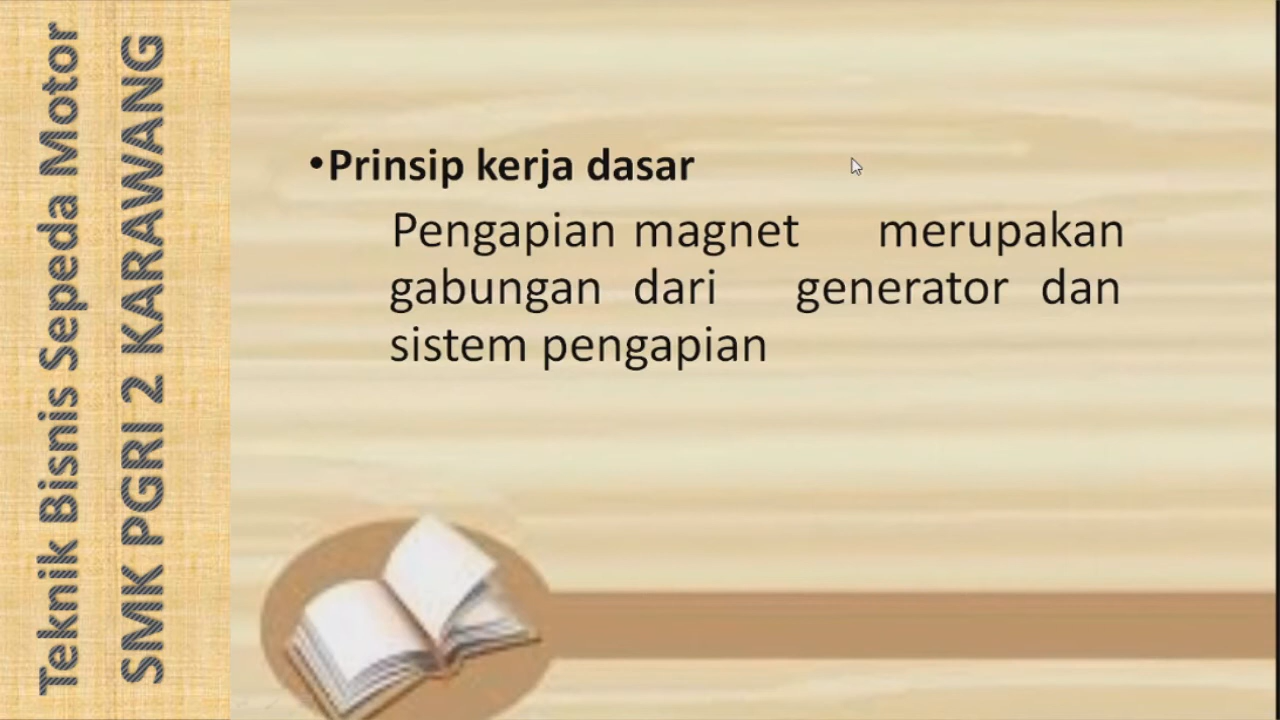 Teknik Bisnis Sepeda Motor
SMK PGRI 2 KARAWANG
•Prinsip kerja dasar
Pengapian magnet merupakan
gabungan dari generator dan
sistem pengapian